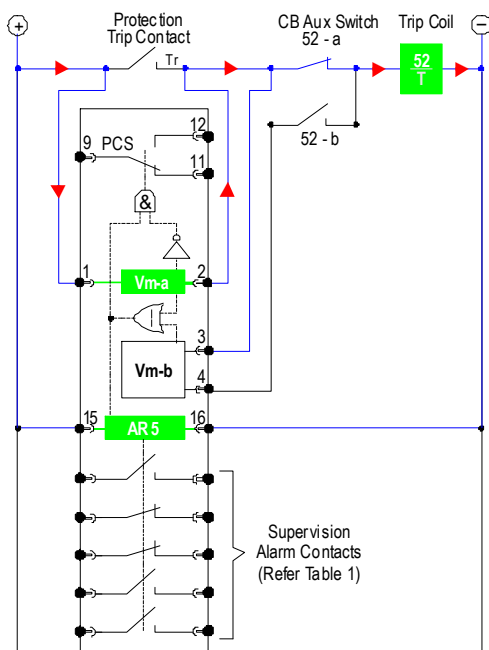 +
Protection
Trip Contact
CB Aux Switch
52 - a
Trip Coil
−
Tr
52
T
52 - b
12
9 PCS
11
&
1 Vm-a 2
3
Vm-b
4
15 AR 5 16
Supervision
Alarm Contacts
(Refer Table 1)